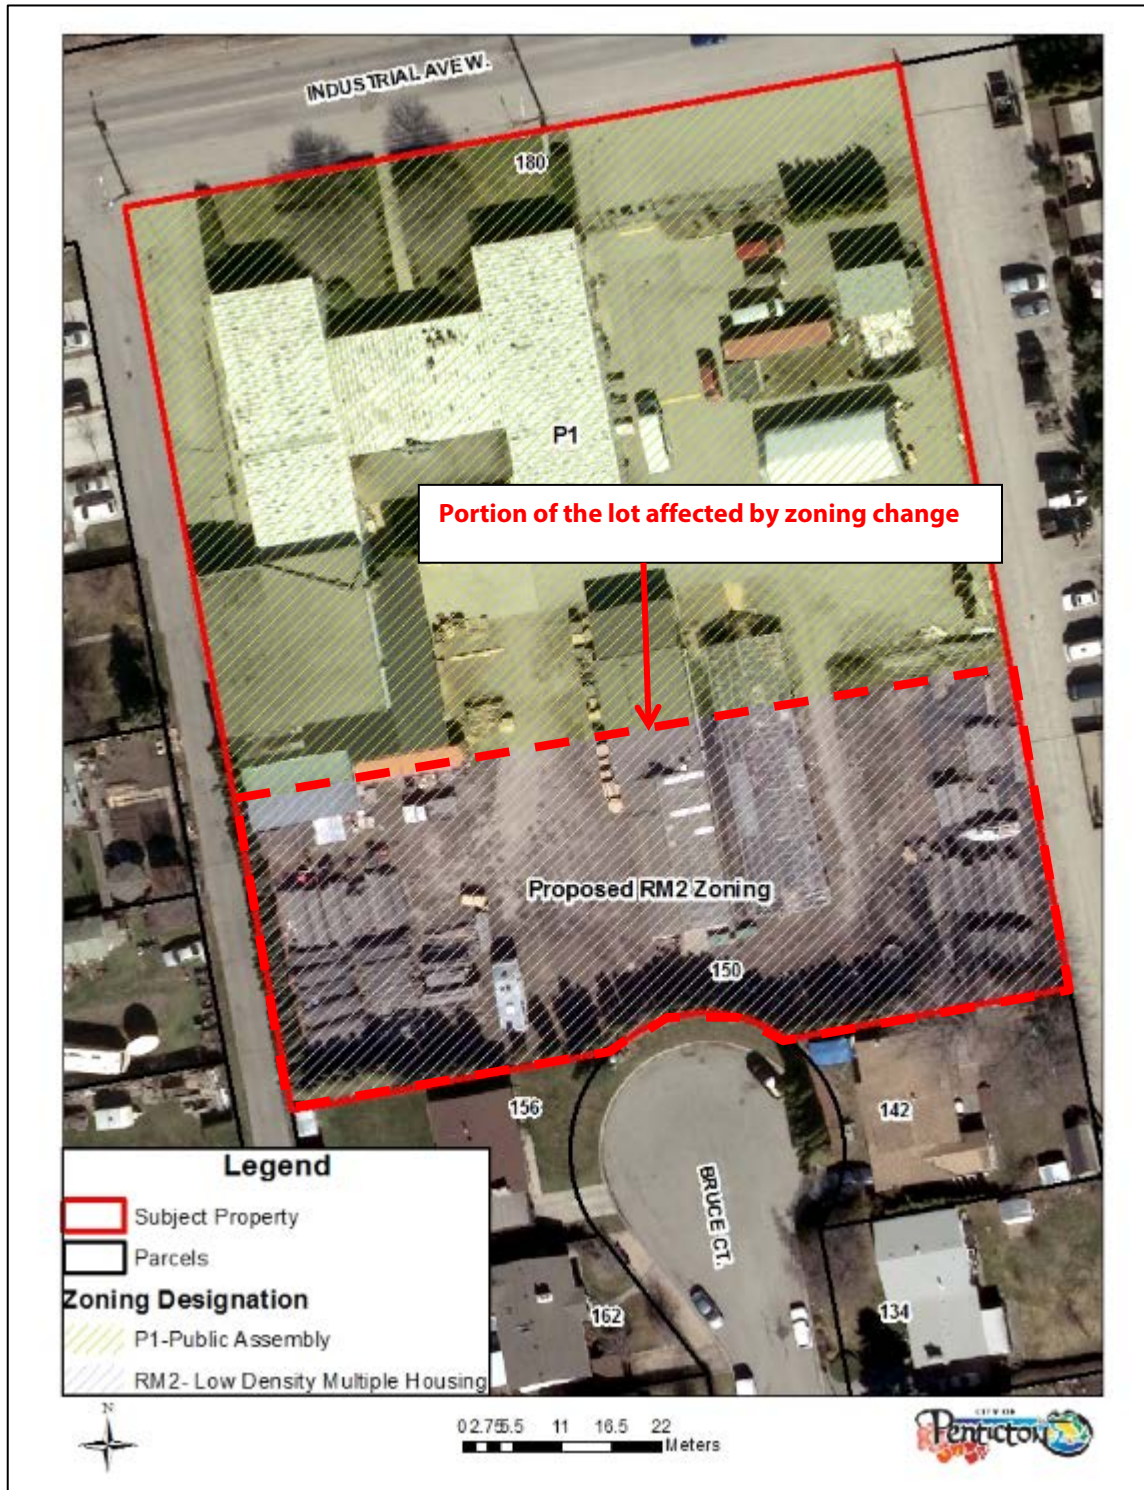 INDUSTRIAL AVE W.
180
P1
Portion of the lot affected by zoning change
Proposed RM2 Zoning
150
156
142
BRUCE CT.
162
134
Legend
Subject Property
Parcels
Zoning Designation
P1-Public Assembly
RM2- Low Density Multiple Housing
N
0 2.75 5.5 11 16.5 22
Meters
CITY OF
Penticton